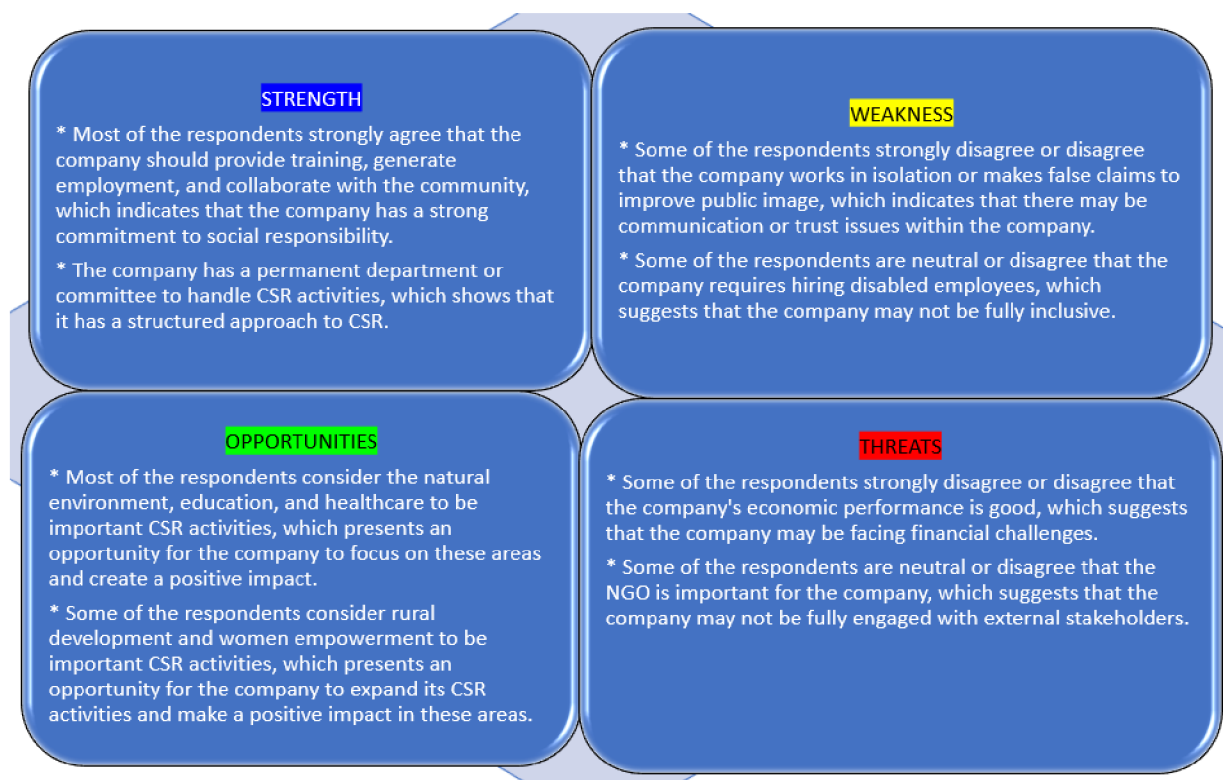 STRENGTH
* Most of the respondents strongly agree that the
company should provide training, generate
employment, and collaborate with the community,
which indicates that the company has a strong
commitment to social responsibility.
* The company has a permanent department or
committee to handle CSR activities, which shows that
it has a structured approach to CSR.
WEAKNESS
* Some of the respondents strongly disagree or disagree
that the company works in isolation or makes false claims to
improve public image, which indicates that there may be
communication or trust issues within the company.
* Some of the respondents are neutral or disagree that the
company requires hiring disabled employees, which
suggests that the company may not be fully inclusive.
OPPORTUNITIES
* Most of the respondents consider the natural
environment, education, and healthcare to be
important CSR activities, which presents an
opportunity for the company to focus on these areas
and create a positive impact.
* Some of the respondents consider rural
development and women empowerment to be
important CSR activities, which presents an
opportunity for the company to expand its CSR
activities and make a positive impact in these areas.
THREATS
* Some of the respondents strongly disagree or disagree that
the company's economic performance is good, which suggests
that the company may be facing financial challenges.
* Some of the respondents are neutral or disagree that the
NGO is important for the company, which suggests that the
company may not be fully engaged with external stakeholders.